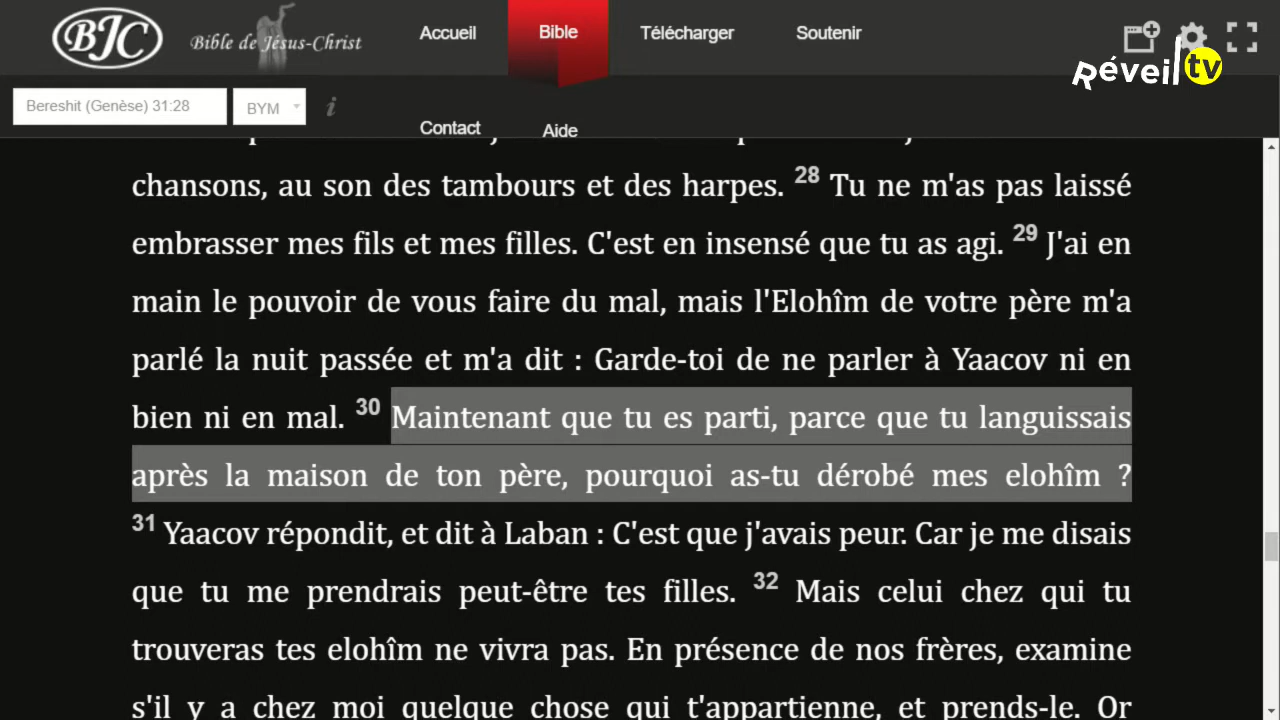 BJC
Bible de Jésus-Christ
Accueil
Bible
Télécharger
Soutenir
Réveil tv
Bereshit (Genèse) 31:28
BYM
i
Contact
Aide
chansons, au son des tambours et des harpes. 28 Tu ne m'as pas laissé
embrasser mes fils et mes filles. C'est en insensé que tu as agi. 29 J'ai en
main le pouvoir de vous faire du mal, mais l'Elohîm de votre père m'a
parlé la nuit passée et m'a dit : Garde-toi de ne parler à Yaacov ni en
bien ni en mal. 30 Maintenant que tu es parti, parce que tu languissais
après la maison de ton père, pourquoi as-tu dérobé mes elohîm ?
31 Yaacov répondit, et dit à Laban : C'est que j'avais peur. Car je me disais
que tu me prendrais peut-être tes filles. 32 Mais celui chez qui tu
trouveras tes elohîm ne vivra pas. En présence de nos frères, examine
s'il y a chez moi quelque chose qui t'appartienne, et prends-le. Or